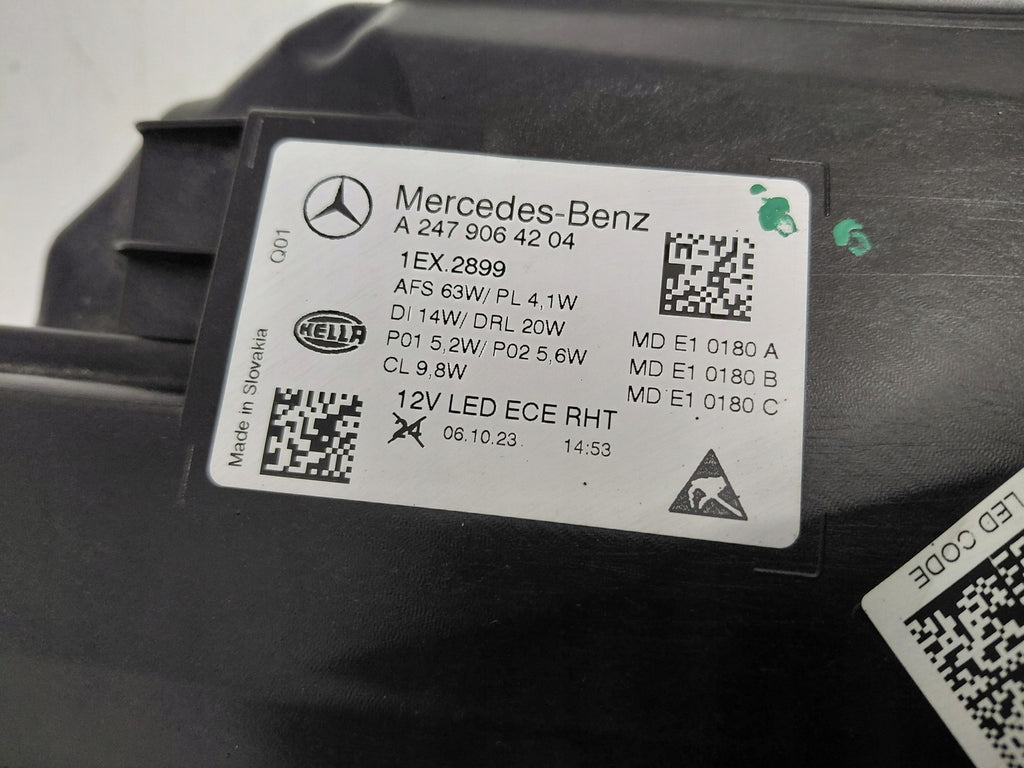 Mercedes-Benz
A 247 906 42 04
1EX.2899
AFS 63W/ PL 4,1W
DI 14W/ DRL 20W
P01 5,2W/ P02 5,6W
CL 9,8W
MD E1 0180 A
MD E1 0180 B
MD E1 0180 C
12V LED ECE RHT
24 06.10.23 14:53
HELLA
Q01
Made in Slovakia
LED CODE